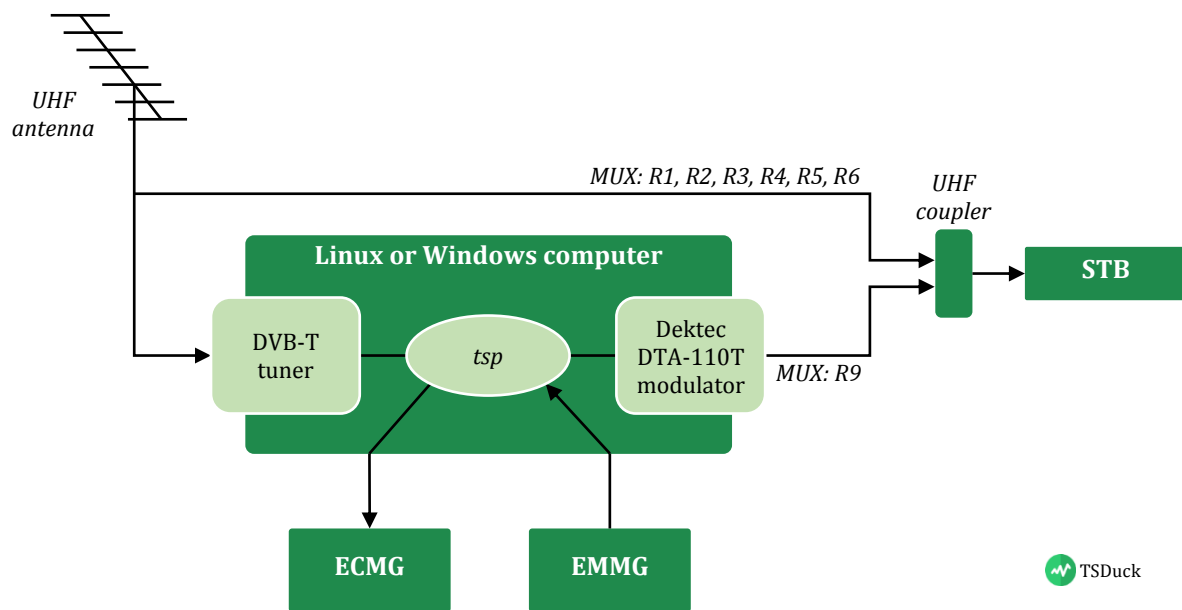 UHF
antenna
MUX: R1, R2, R3, R4, R5, R6
UHF
coupler
Linux or Windows computer
STB
DVB-T
tuner
tsp
Dektec
DTA-110T
modulator
MUX: R9
ECMG
EMMG
TSDuck